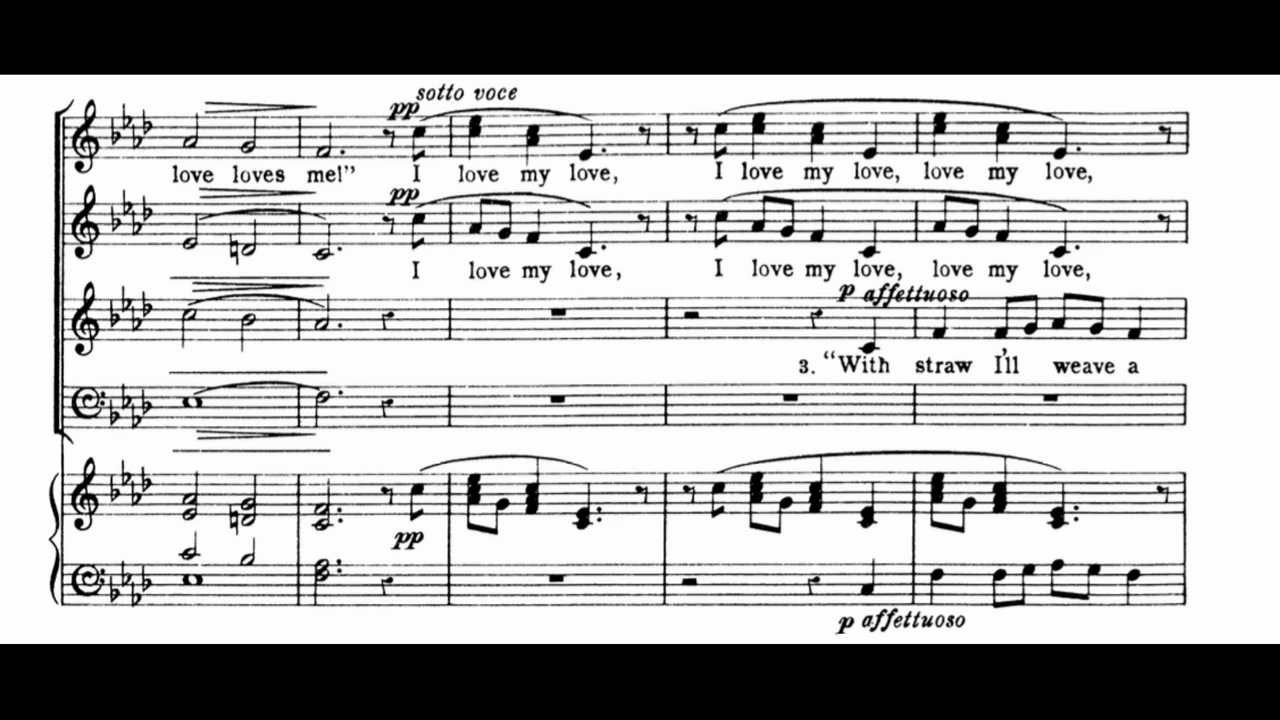 pp sotto voce
love loves me!” I love my love, I love my love, love my love,
pp
I love my love, I love my love, love my love,
p affettuoso
3. “With straw I'll weave a
pp
p affettuoso